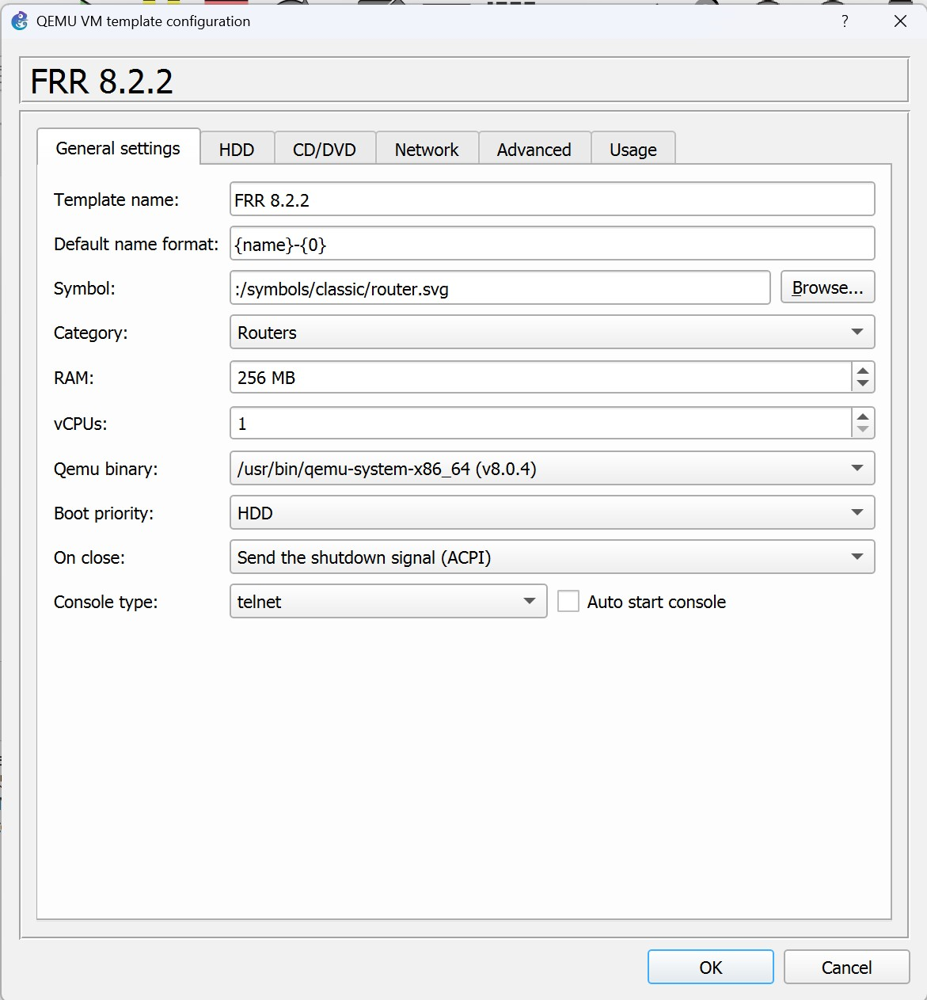 QEMU VM template configuration
?
FRR 8.2.2
General settings HDD CD/DVD Network Advanced Usage
Template name: FRR 8.2.2
Default name format: {name}-{0}
Symbol: :/symbols/classic/router.svg Browse...
Category: Routers
RAM: 256 MB
vCPUs: 1
Qemu binary: /usr/bin/qemu-system-x86_64 (v8.0.4)
Boot priority: HDD
On close: Send the shutdown signal (ACPI)
Console type: telnet Auto start console
OK Cancel